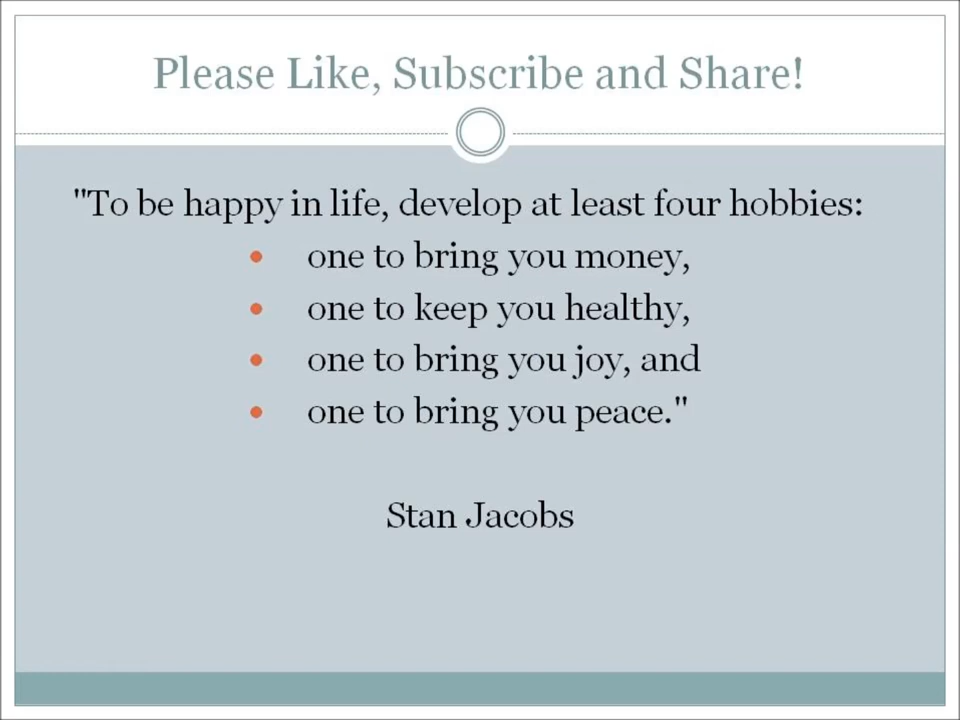 Please Like, Subscribe and Share!
"To be happy in life, develop at least four hobbies:
• one to bring you money,
• one to keep you healthy,
• one to bring you joy, and
• one to bring you peace."
Stan Jacobs